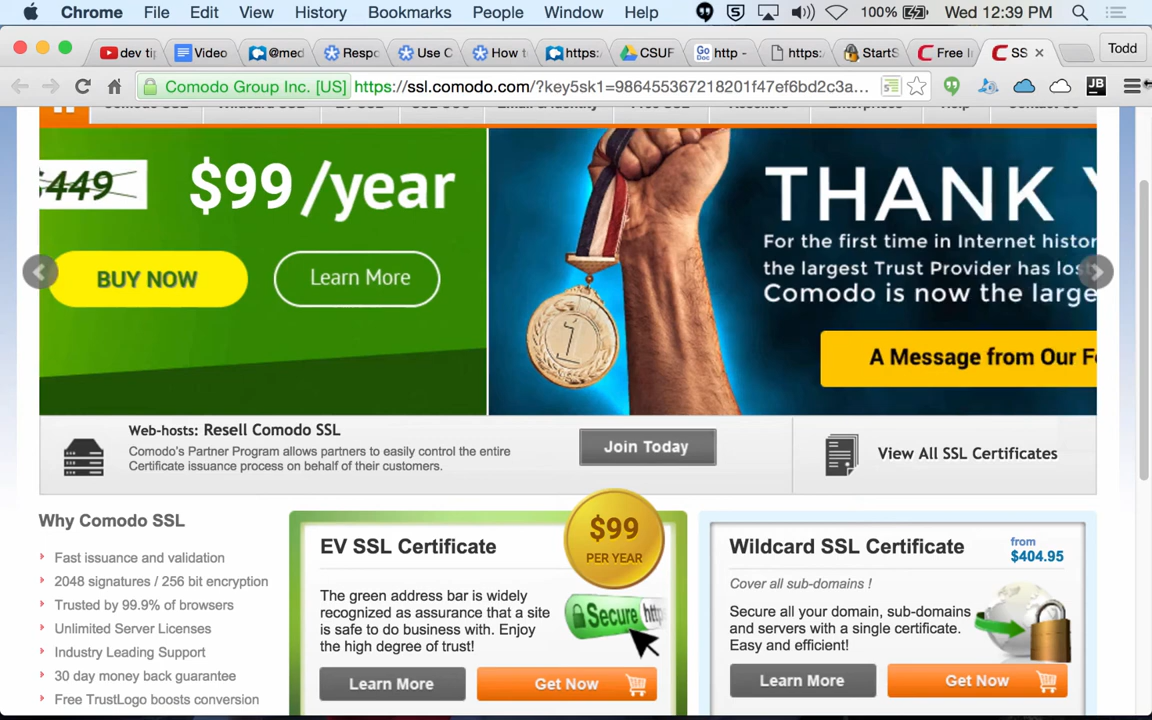 Chrome File Edit View History Bookmarks People Window Help 100% Wed 12:39 PM
dev tip Video @med Respo Use C How to https:/ CSUF http - https:/ StartS Free I SS Todd
Comodo Group Inc. [US] https://ssl.comodo.com/?key5sk1=986455367218201f47ef6bd2c3a...
$449 $99/year
BUY NOW Learn More
THANK
For the first time in Internet histor
the largest Trust Provider has los
Comodo is now the large
A Message from Our F
Web-hosts: Resell Comodo SSL
Comodo's Partner Program allows partners to easily control the entire
Certificate issuance process on behalf of their customers.
Join Today
View All SSL Certificates
Why Comodo SSL
Fast issuance and validation
2048 signatures / 256 bit encryption
Trusted by 99.9% of browsers
Unlimited Server Licenses
Industry Leading Support
30 day money back guarantee
Free TrustLogo boosts conversion
EV SSL Certificate
$99
PER YEAR
The green address bar is widely
recognized as assurance that a site
is safe to do business with. Enjoy
the high degree of trust!
Secure http
Learn More Get Now
Wildcard SSL Certificate
from
$404.95
Cover all sub-domains !
Secure all your domain, sub-domains
and servers with a single certificate.
Easy and efficient!
Learn More Get Now